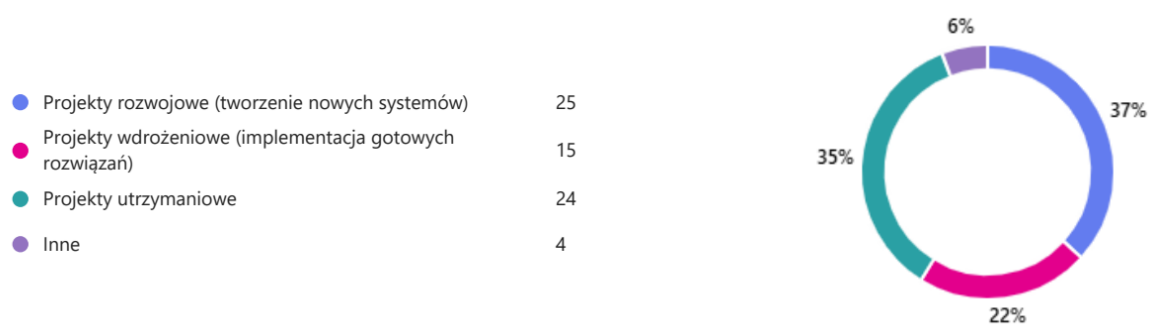 Projekty rozwojowe (tworzenie nowych systemów) 25
Projekty wdrożeniowe (implementacja gotowych
rozwiązań) 15
Projekty utrzymaniowe 24
Inne 4
6%
37%
35%
22%